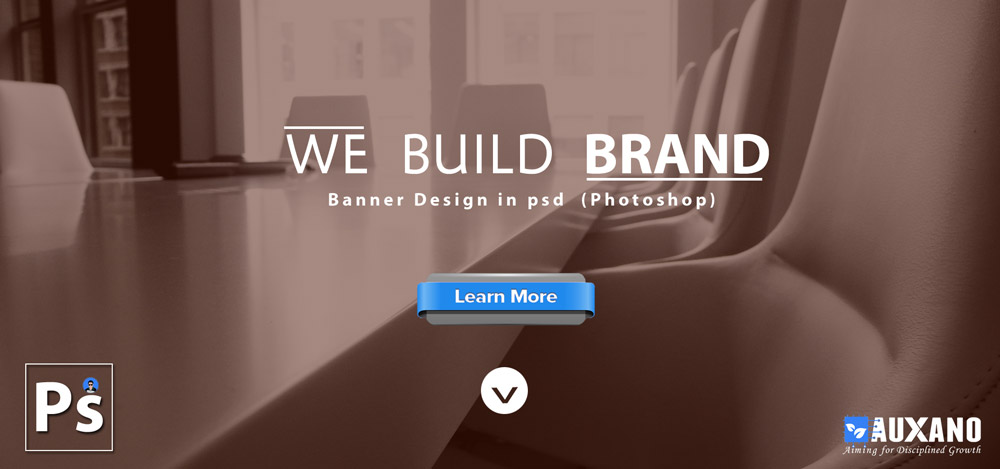 WE BUILD BRAND
Banner Design in psd (Photoshop)
Learn More
Ps
AUXANO
Aiming for Disciplined Growth